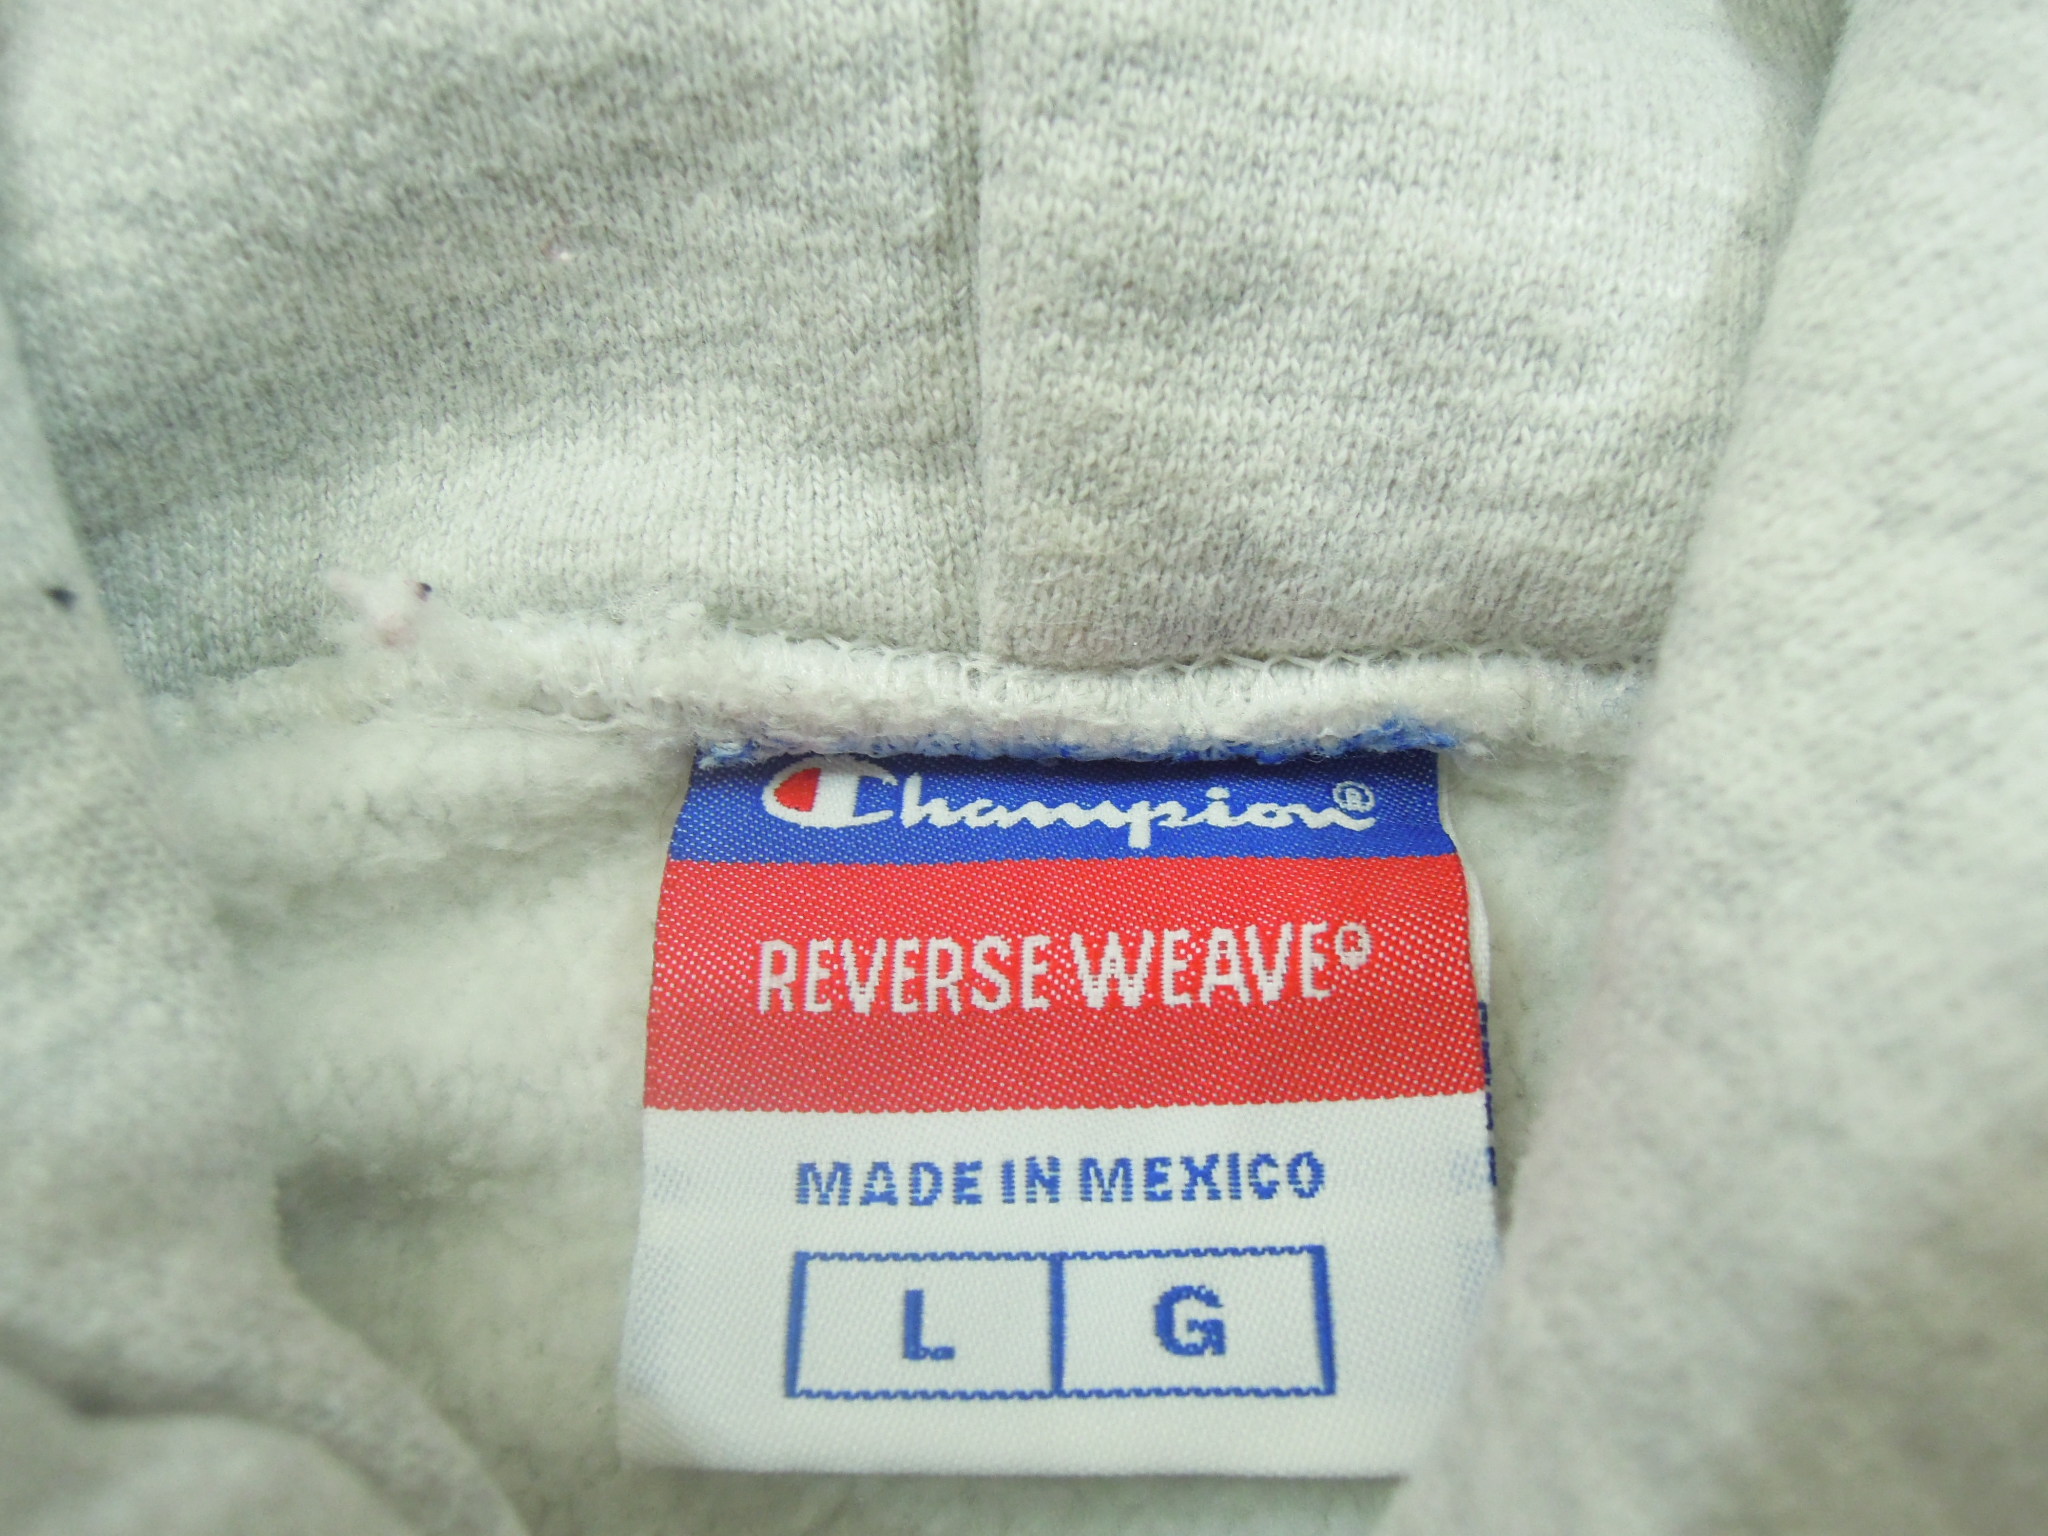 Champion®
REVERSE WEAVE®
MADE IN MEXICO
L G